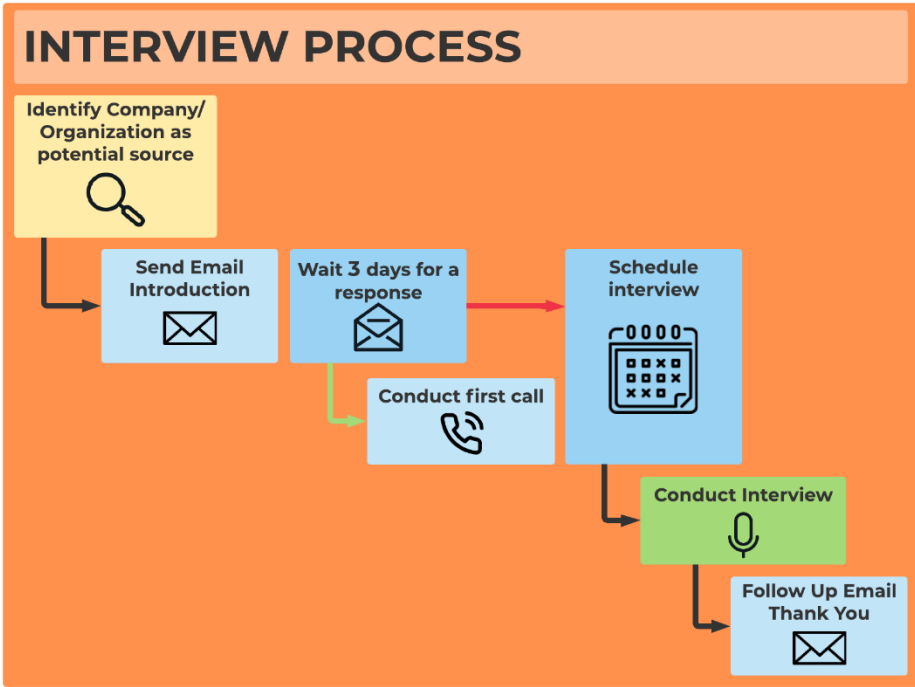 INTERVIEW PROCESS
Identify Company/
Organization as
potential source
Send Email
Introduction
Wait 3 days for a
response
Schedule
interview
Conduct first call
Conduct Interview
Follow Up Email
Thank You